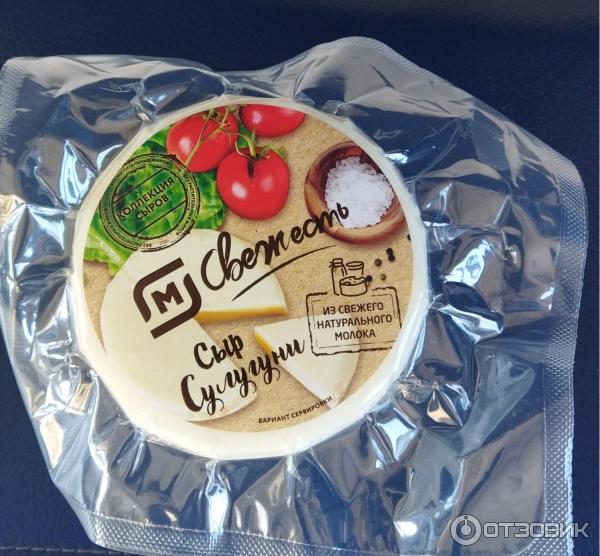 КОЛЛЕКЦИЯ
СЫРОВ
М Свежесть
ИЗ СВЕЖЕГО
НАТУРАЛЬНОГО
МОЛОКА
Сыр
Сулугуни
ВАРИАНТ СЕРВИРОВКИ
ОТЗОВИК